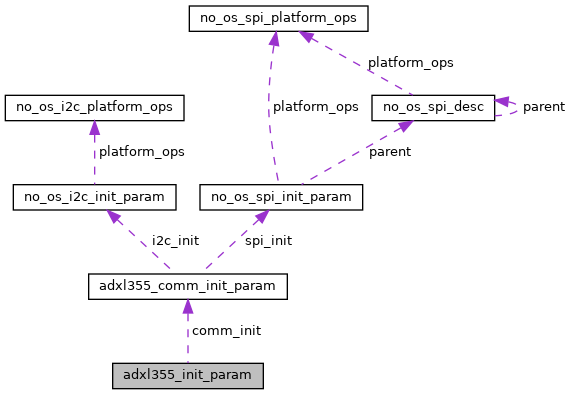 no_os_spi_platform_ops
platform_ops
no_os_i2c_platform_ops
platform_ops
no_os_spi_desc
parent
platform_ops
parent
no_os_i2c_init_param
no_os_spi_init_param
i2c_init
spi_init
adxl355_comm_init_param
comm_init
adxl355_init_param